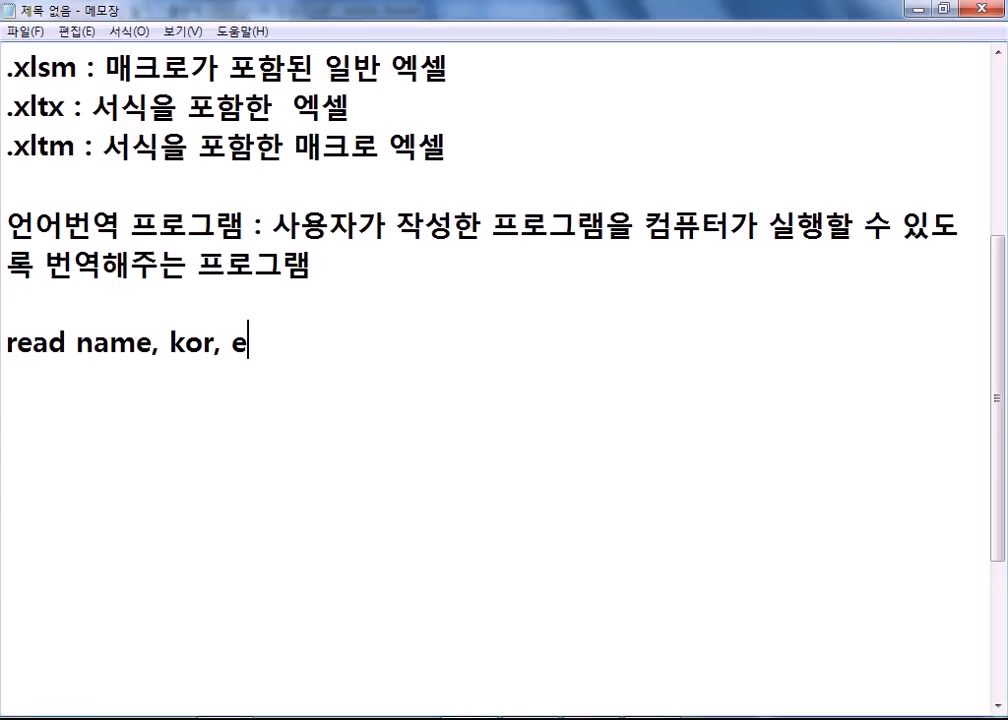 제목 없음 - 메모장
파일(F) 편집(E) 서식(O) 보기(V) 도움말(H)
.xlsm : 매크로가 포함된 일반 엑셀
.xltx : 서식을 포함한  엑셀
.xltm : 서식을 포함한 매크로 엑셀
언어번역 프로그램 : 사용자가 작성한 프로그램을 컴퓨터가 실행할 수 있도
록 번역해주는 프로그램
read name, kor, e